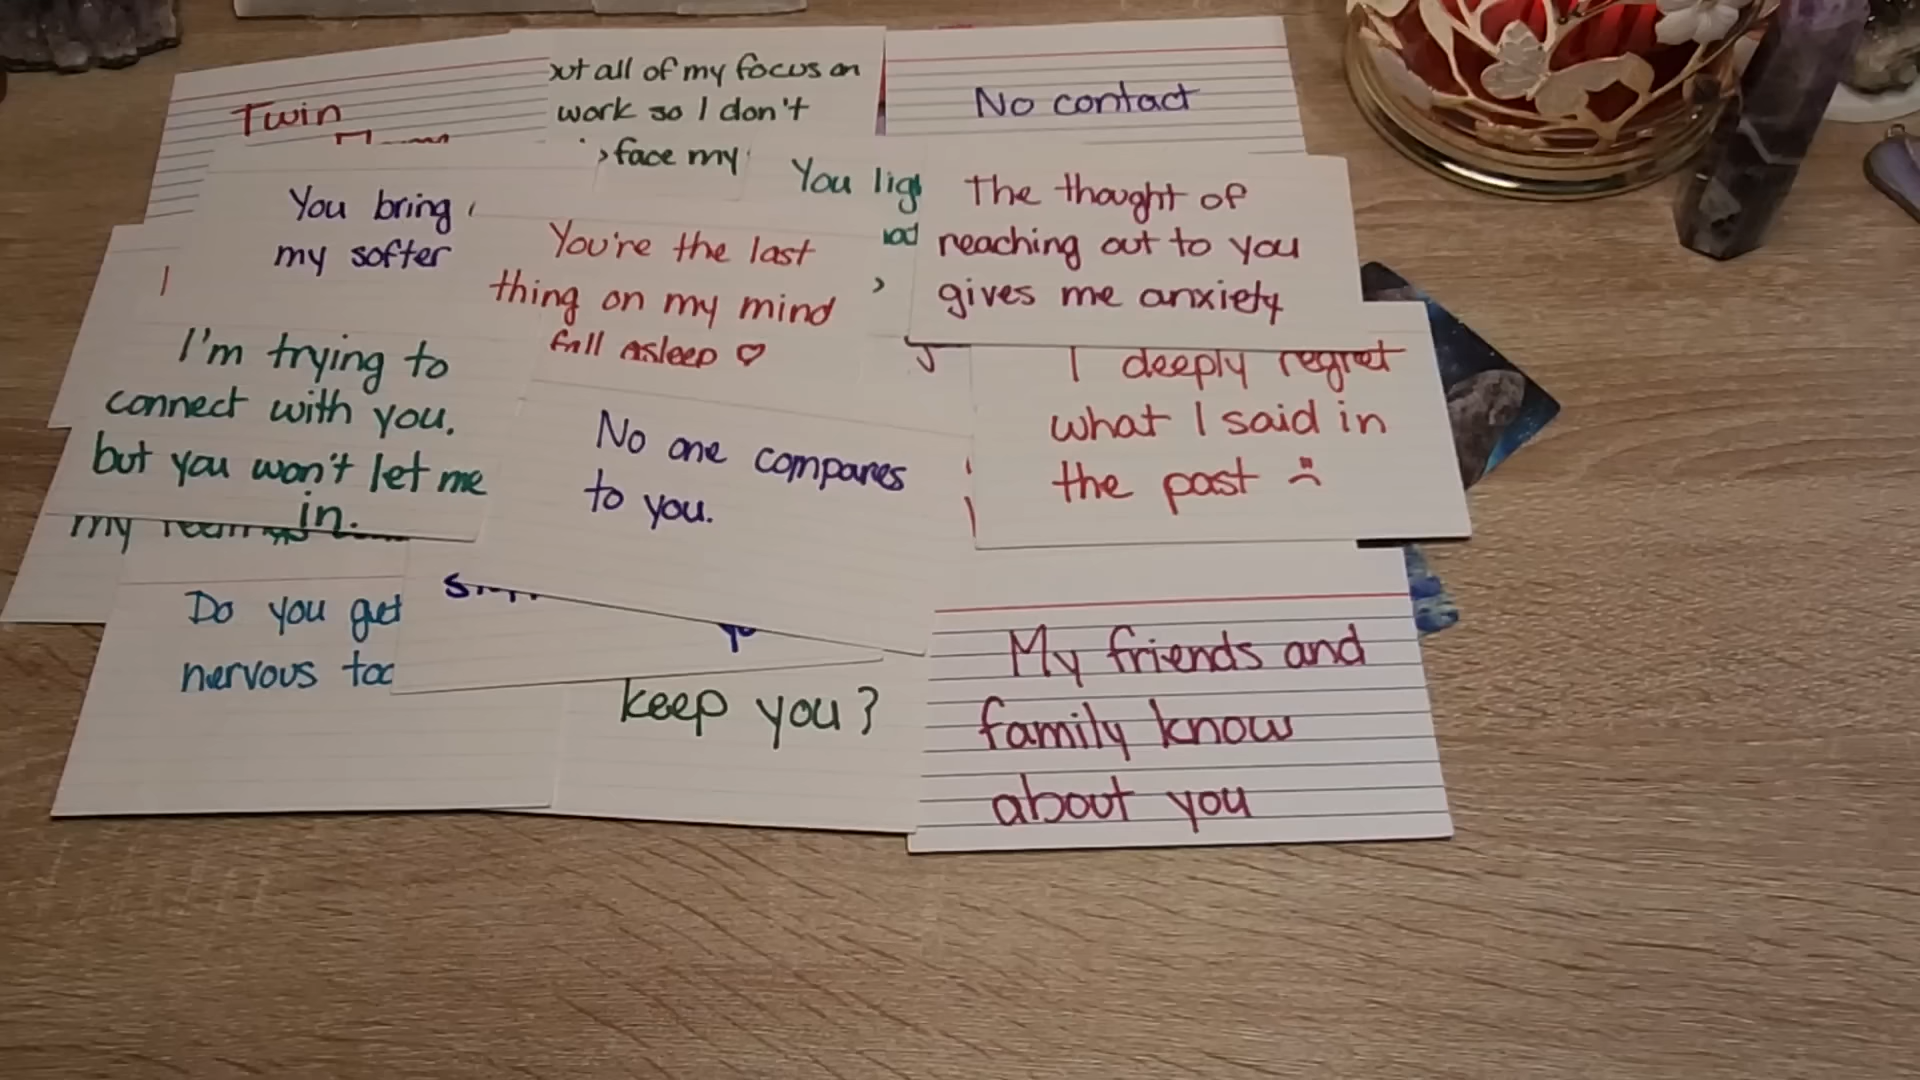 Twin
all of my focus on
work so I don't
face my
No contact
You bring
my softer
You
The thought of
reaching out to you
gives me anxiety
You're the last
thing on my mind
fall asleep ♡
I'm trying to
connect with you.
but you won't let me
in.
No one compares
to you.
I deeply regret
what I said in
the past
my
Do you get
nervous
keep you?
My friends and
family know
about you